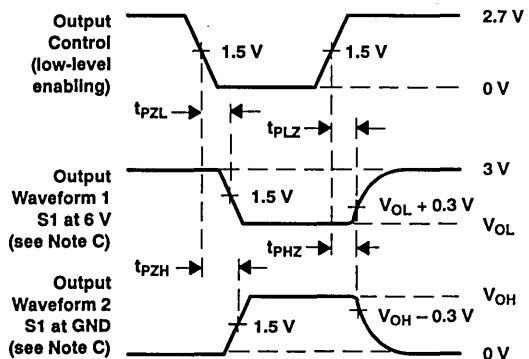 Output
Control
(low-level
enabling)
1.5 V
1.5 V
2.7 V
0 V
tPZL
tPLZ
Output
Waveform 1
S1 at 6 V
(see Note C)
1.5 V
3 V
VOL + 0.3 V
VOL
tPHZ
tPZH
Output
Waveform 2
S1 at GND
(see Note C)
1.5 V
VOH
VOH – 0.3 V
0 V